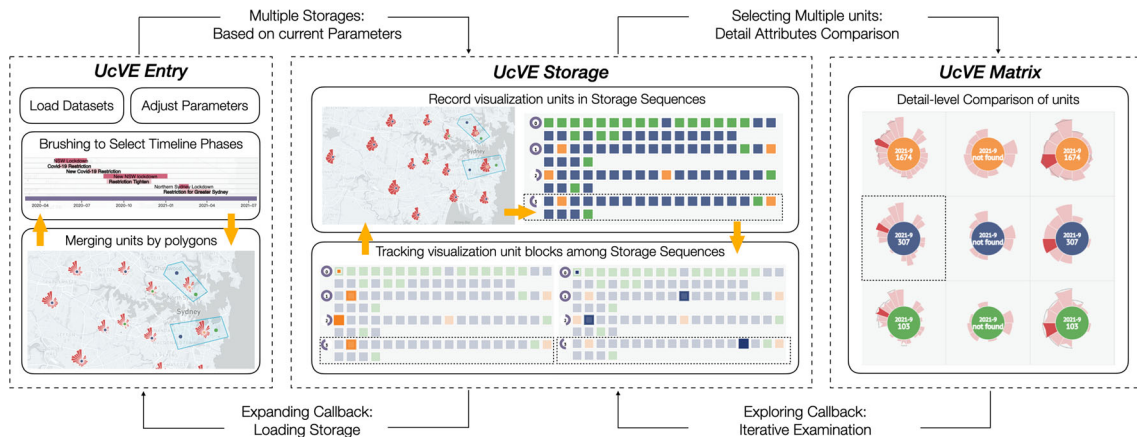 Multiple Storages:
Based on current Parameters
Selecting Multiple units:
Detail Attributes Comparison
UcVE Entry
Load Datasets
Adjust Parameters
Brushing to Select Timeline Phases
NSW Lockdown
Covid-19 Restriction
New Covid-19 Restriction
New NSW lockdown
Restriction Tighten
Northern Sydney Lockdown
Restriction for Greater Sydney
2020-04
2020-07
2020-10
2021-01
2021-04
2021-07
Merging units by polygons
Sydney
UcVE Storage
Record visualization units in Storage Sequences
Sydney
Tracking visualization unit blocks among Storage Sequences
UcVE Matrix
Detail-level Comparison of units
2021-9
1674
2021-9
not found
2021-9
1674
2021-9
307
2021-9
not found
2021-9
307
2021-9
103
2021-9
not found
2021-9
103
Expanding Callback:
Loading Storage
Exploring Callback:
Iterative Examination